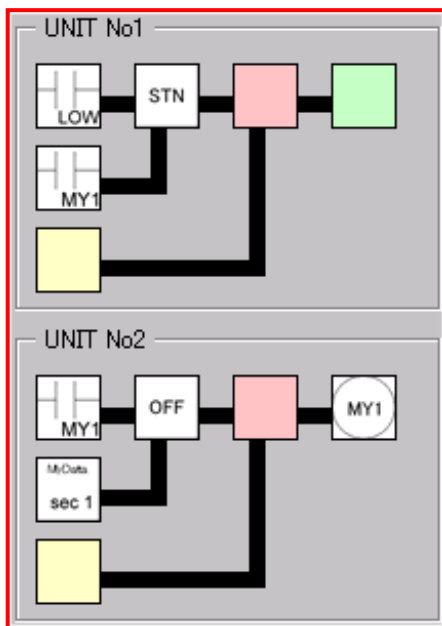 UNIT No1
STN
LOW
MY1
UNIT No2
OFF
MY1
MY1
MyData
sec 1